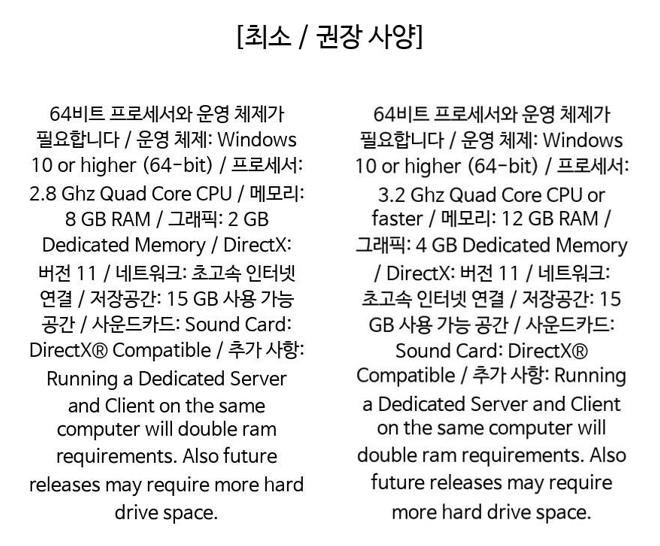 [최소 / 권장 사양]
64비트 프로세서와 운영 체제가
필요합니다 / 운영 체제: Windows
10 or higher (64-bit) / 프로세서:
2.8 Ghz Quad Core CPU / 메모리:
8 GB RAM / 그래픽: 2 GB
Dedicated Memory / DirectX:
버전 11 / 네트워크: 초고속 인터넷
연결 / 저장공간: 15 GB 사용 가능
공간 / 사운드카드: Sound Card:
DirectX® Compatible / 추가 사항:
Running a Dedicated Server
and Client on the same
computer will double ram
requirements. Also future
releases may require more hard
drive space.
64비트 프로세서와 운영 체제가
필요합니다 / 운영 체제: Windows
10 or higher (64-bit) / 프로세서:
3.2 Ghz Quad Core CPU or
faster / 메모리: 12 GB RAM /
그래픽: 4 GB Dedicated Memory
/ DirectX: 버전 11 / 네트워크:
초고속 인터넷 연결 / 저장공간: 15
GB 사용 가능 공간 / 사운드카드:
Sound Card: DirectX®
Compatible / 추가 사항: Running
a Dedicated Server and Client
on the same computer will
double ram requirements. Also
future releases may require
more hard drive space.